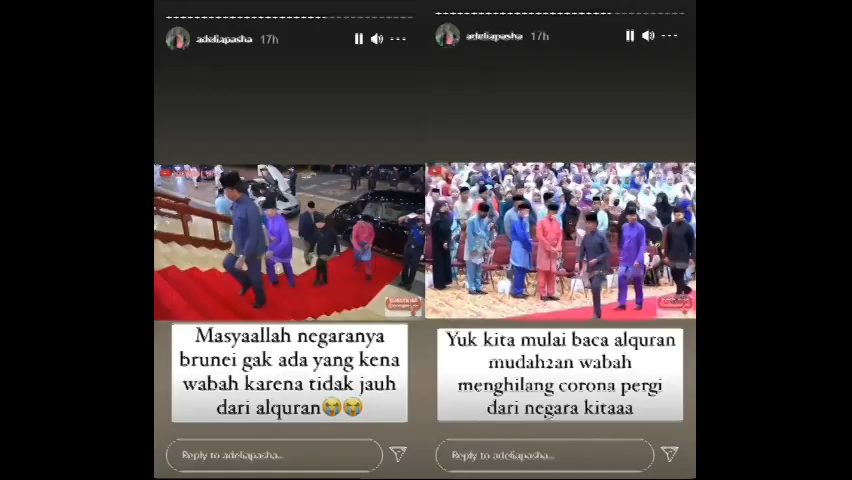 adeliapasha 17h
Masyaallah negaranya
brunei gak ada yang kena
wabah karena tidak jauh
dari alquran😭😭
Reply to adeliapasha...
adeliapasha 17h
Yuk kita mulai baca alquran
mudah2an wabah
menghilang corona pergi
dari negara kitaaa
Reply to adeliapasha...